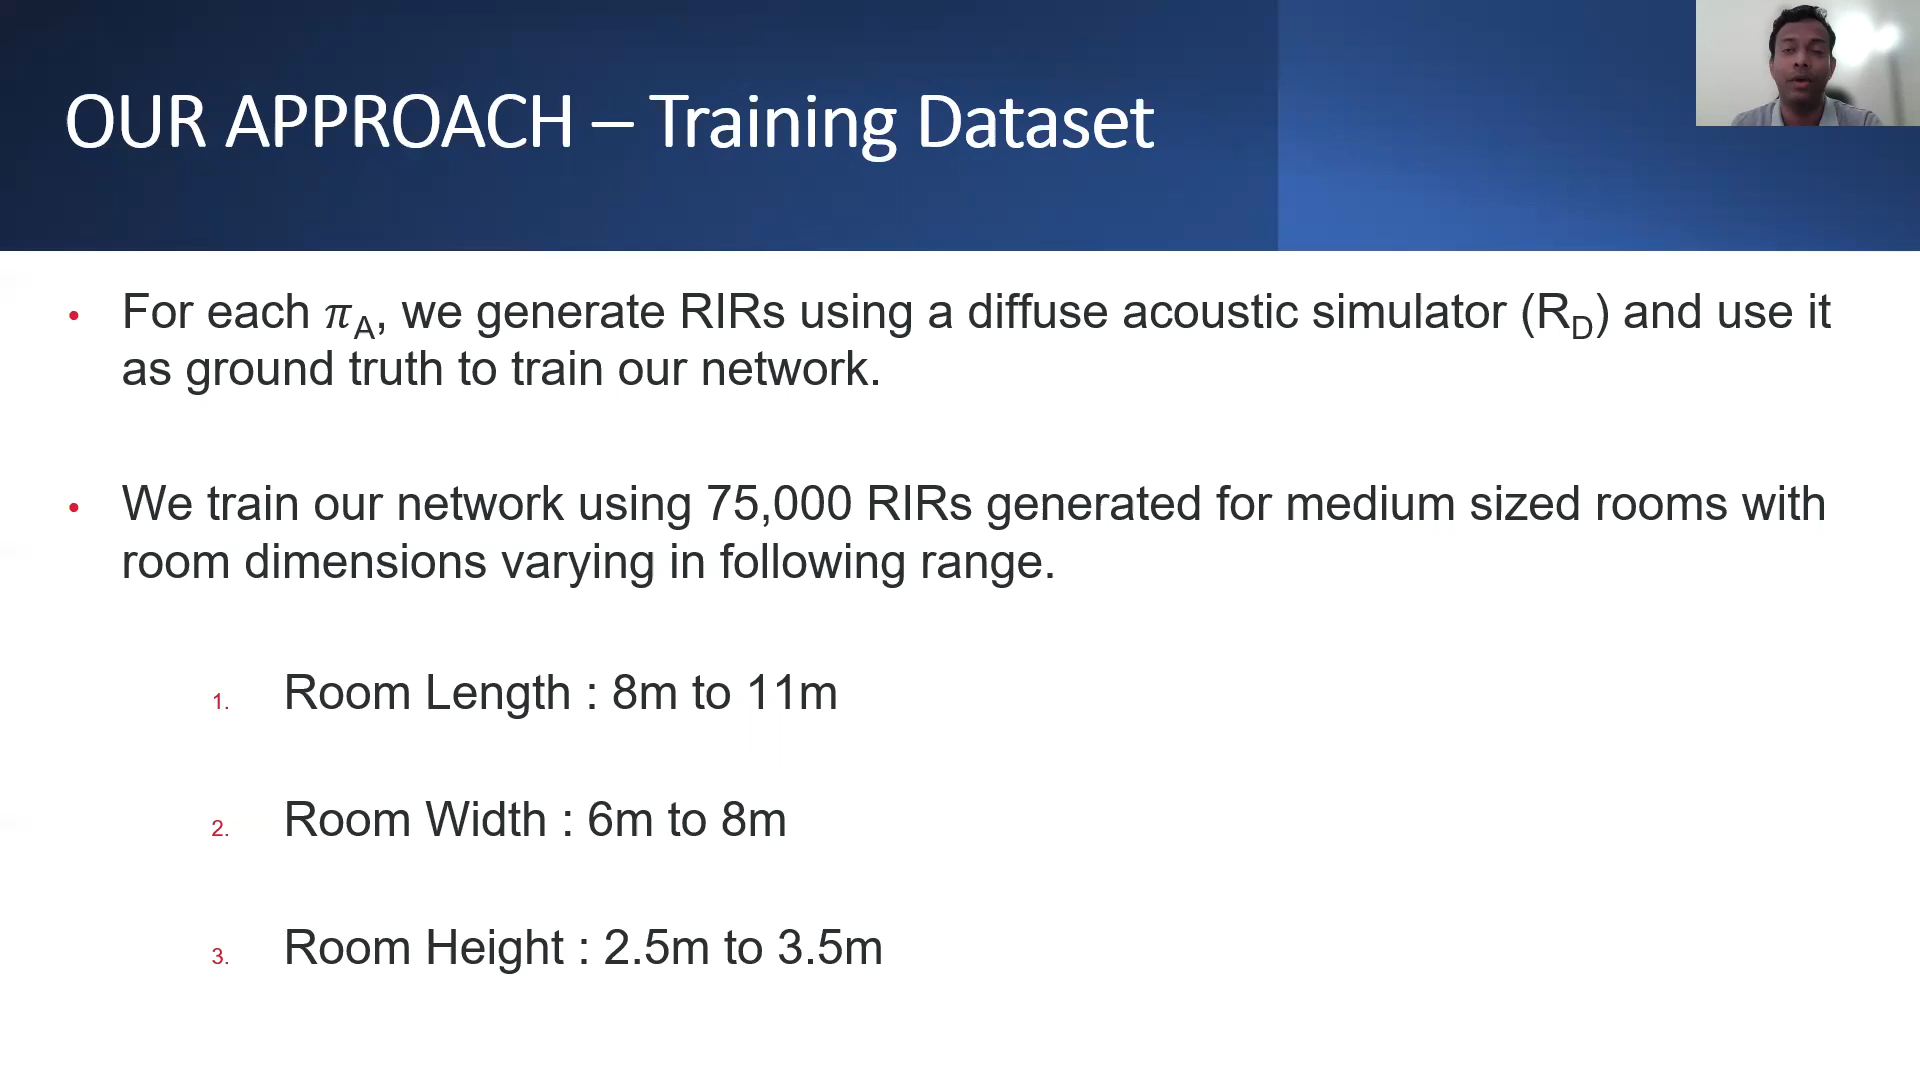 OUR APPROACH – Training Dataset
• For each πA, we generate RIRs using a diffuse acoustic simulator (RD) and use it
as ground truth to train our network.
• We train our network using 75,000 RIRs generated for medium sized rooms with
room dimensions varying in following range.
1. Room Length : 8m to 11m
2. Room Width : 6m to 8m
3. Room Height : 2.5m to 3.5m